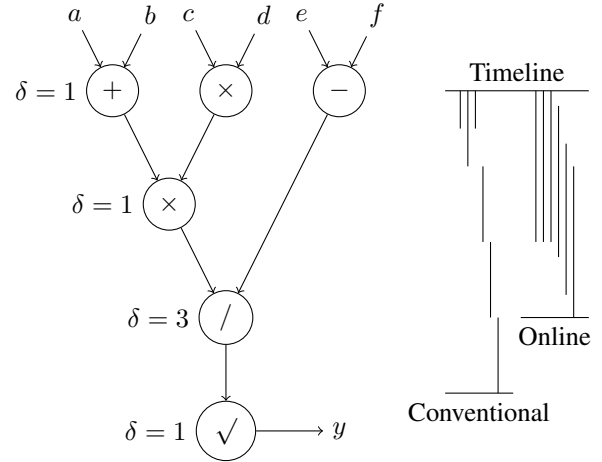 a b c d e f
Timeline
δ = 1 + × −
δ = 1 ×
δ = 3 /
Online
Conventional
δ = 1 √ y